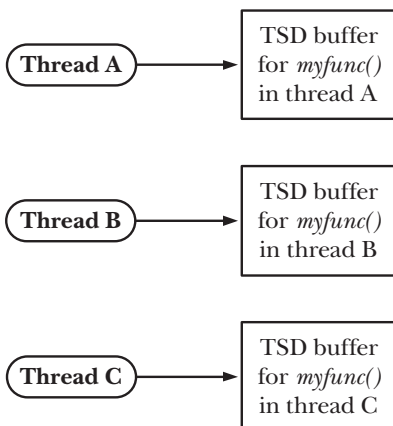 Thread A
TSD buffer
for myfunc()
in thread A
Thread B
TSD buffer
for myfunc()
in thread B
Thread C
TSD buffer
for myfunc()
in thread C